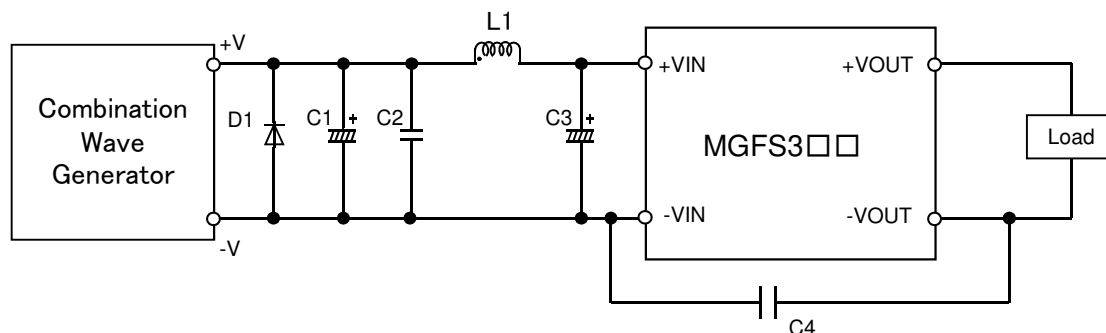 L1
+V
+VIN
+VOUT
Combination
Wave
Generator
D1
C1
+
C2
C3
+
MGFS3□□
Load
-VIN
-VOUT
-V
C4